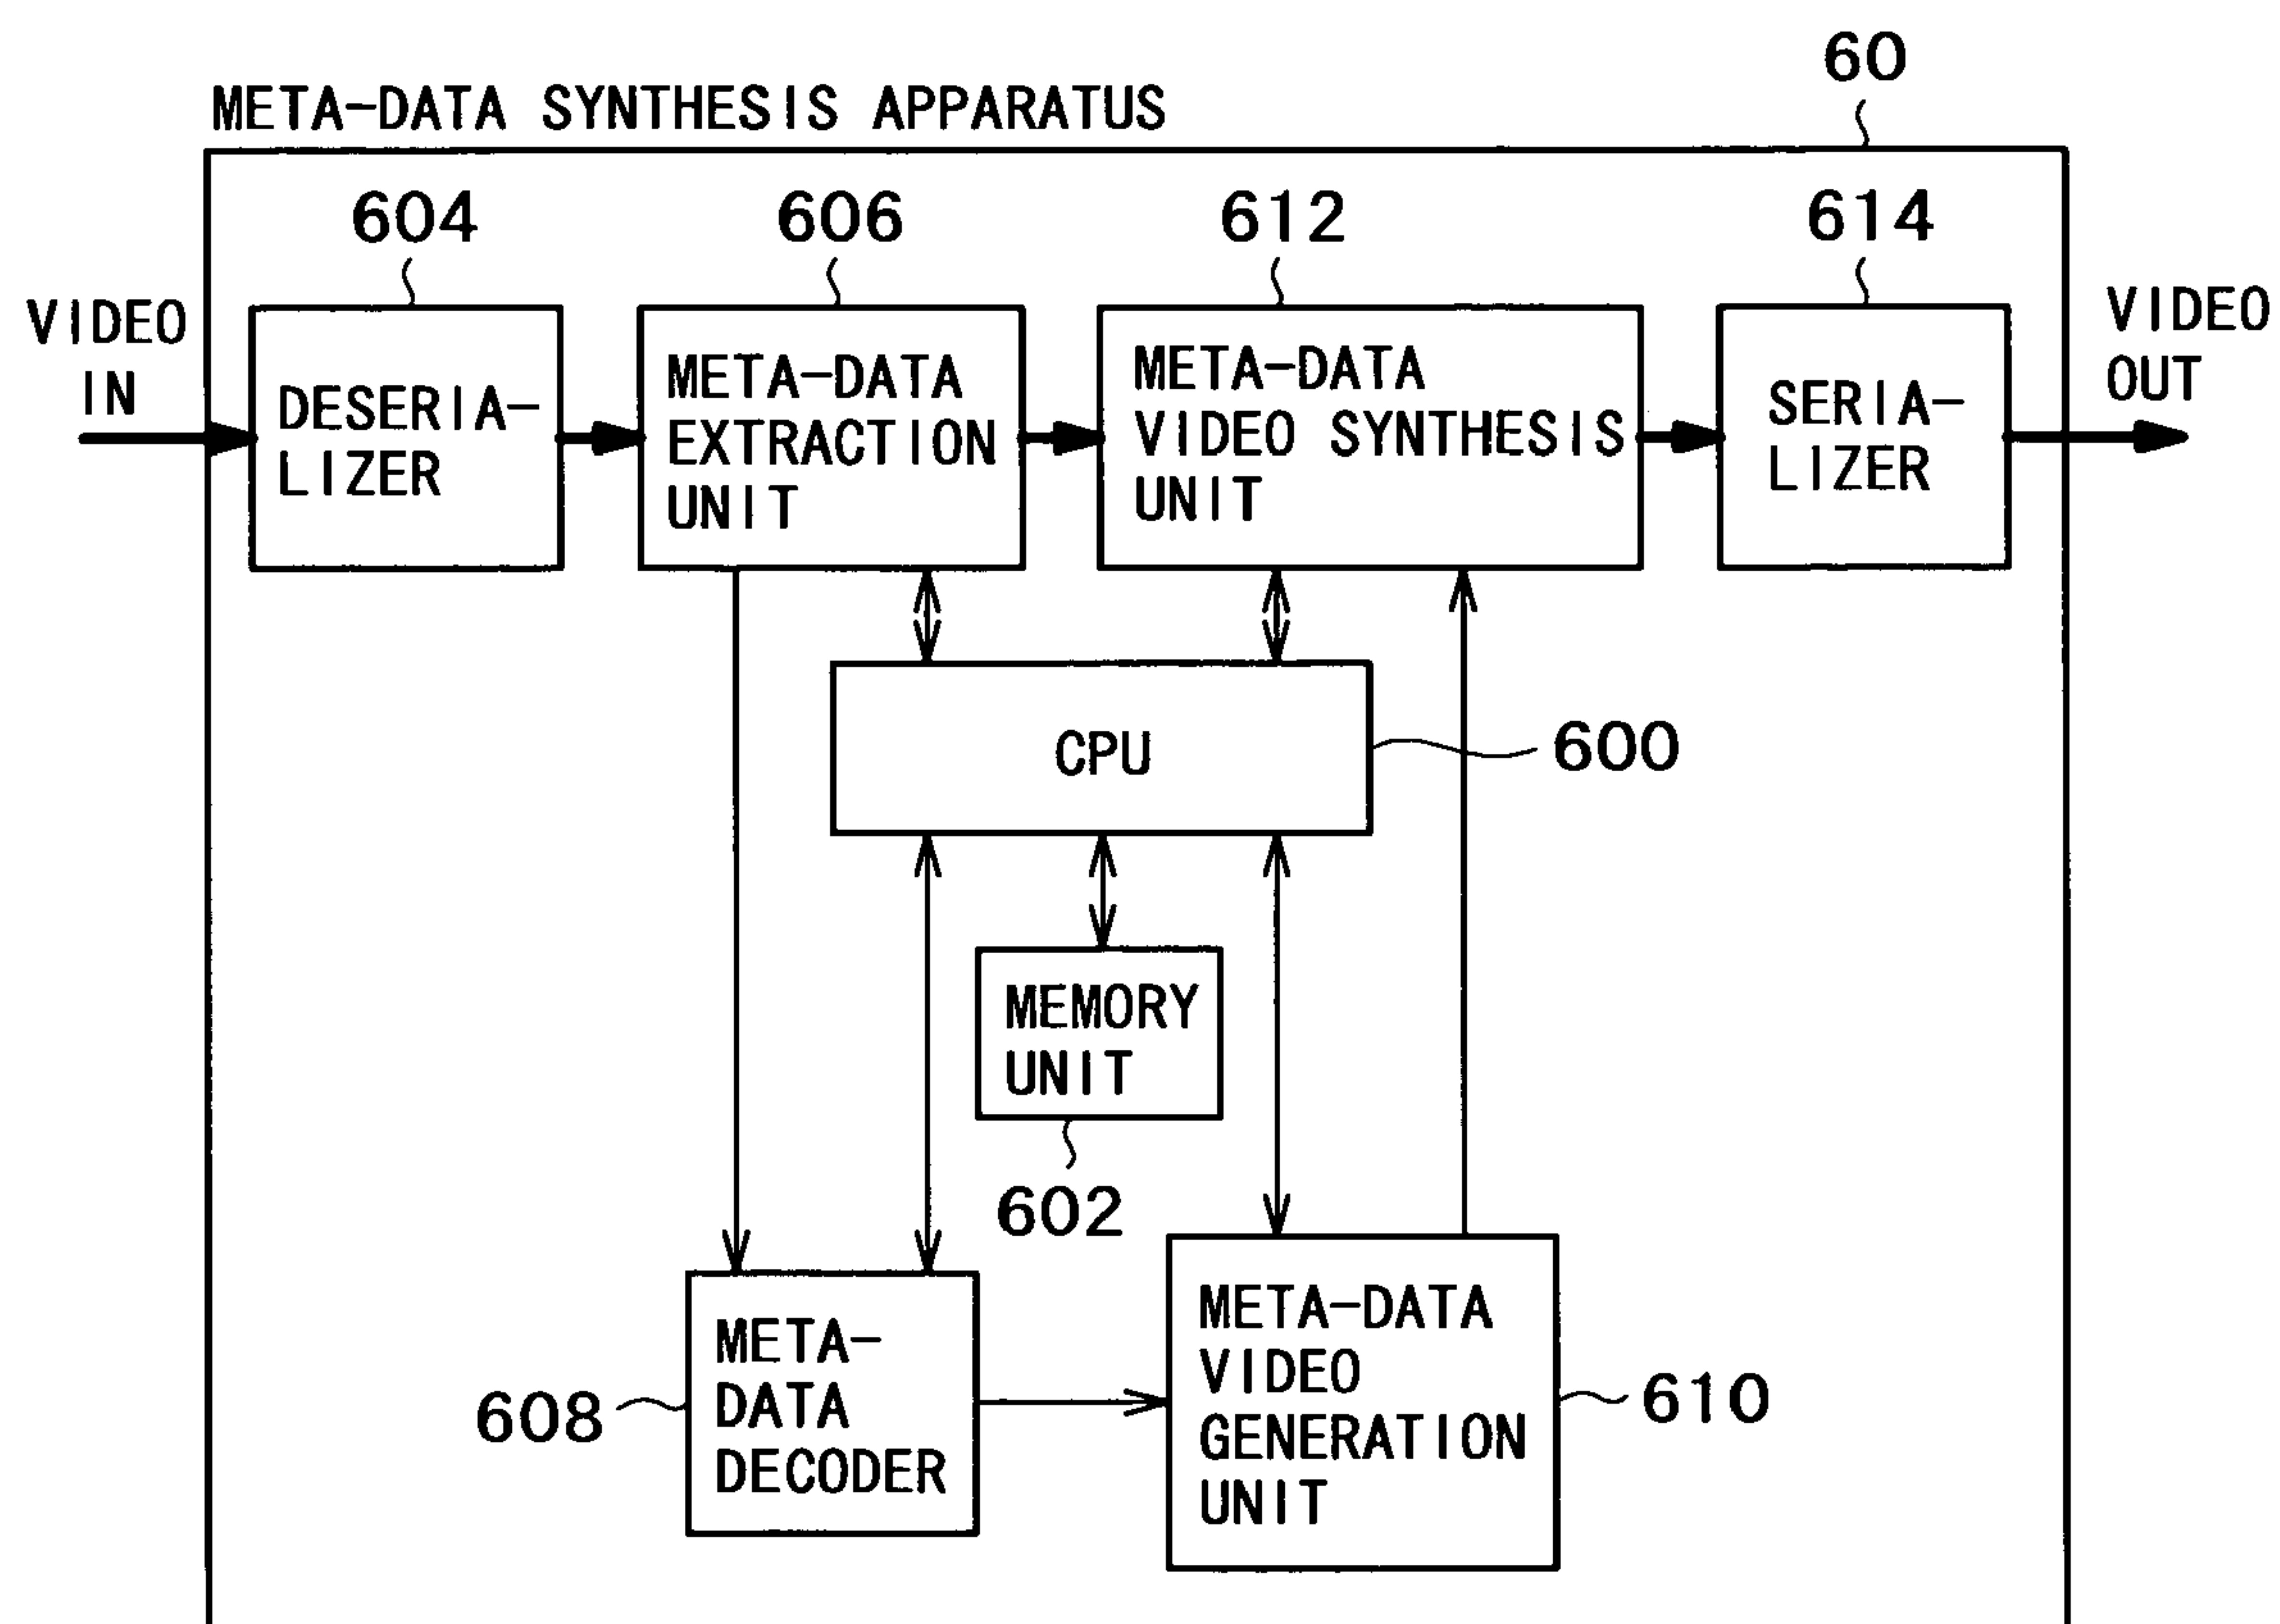 60
META-DATA SYNTHESIS APPARATUS
604
606
612
614
VIDEO
IN
DESERIA-
LIZER
META-DATA
EXTRACTION
UNIT
META-DATA
VIDEO SYNTHESIS
UNIT
SERIA-
LIZER
VIDEO
OUT
CPU
600
MEMORY
UNIT
602
META-
DATA
DECODER
608
META-DATA
VIDEO
GENERATION
UNIT
610